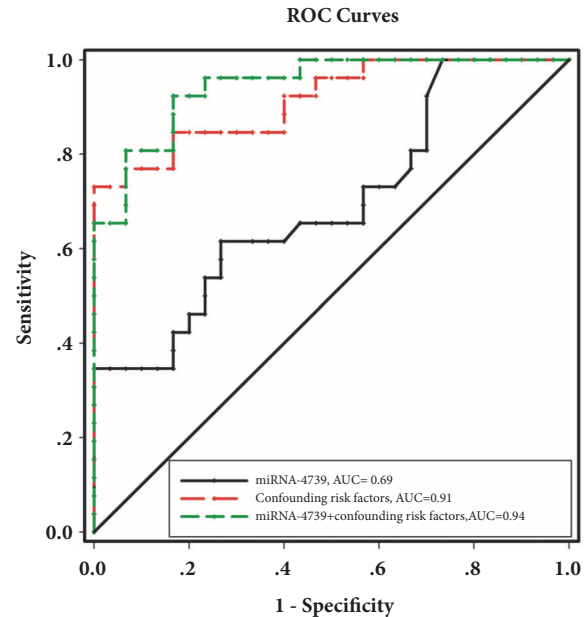 ROC Curves
1.0
.8
.6
.4
.2
0.0
Sensitivity
miRNA-4739, AUC= 0.69
Confounding risk factors, AUC=0.91
miRNA-4739+confounding risk factors,AUC=0.94
0.0 .2 .4 .6 .8 1.0
1 - Specificity